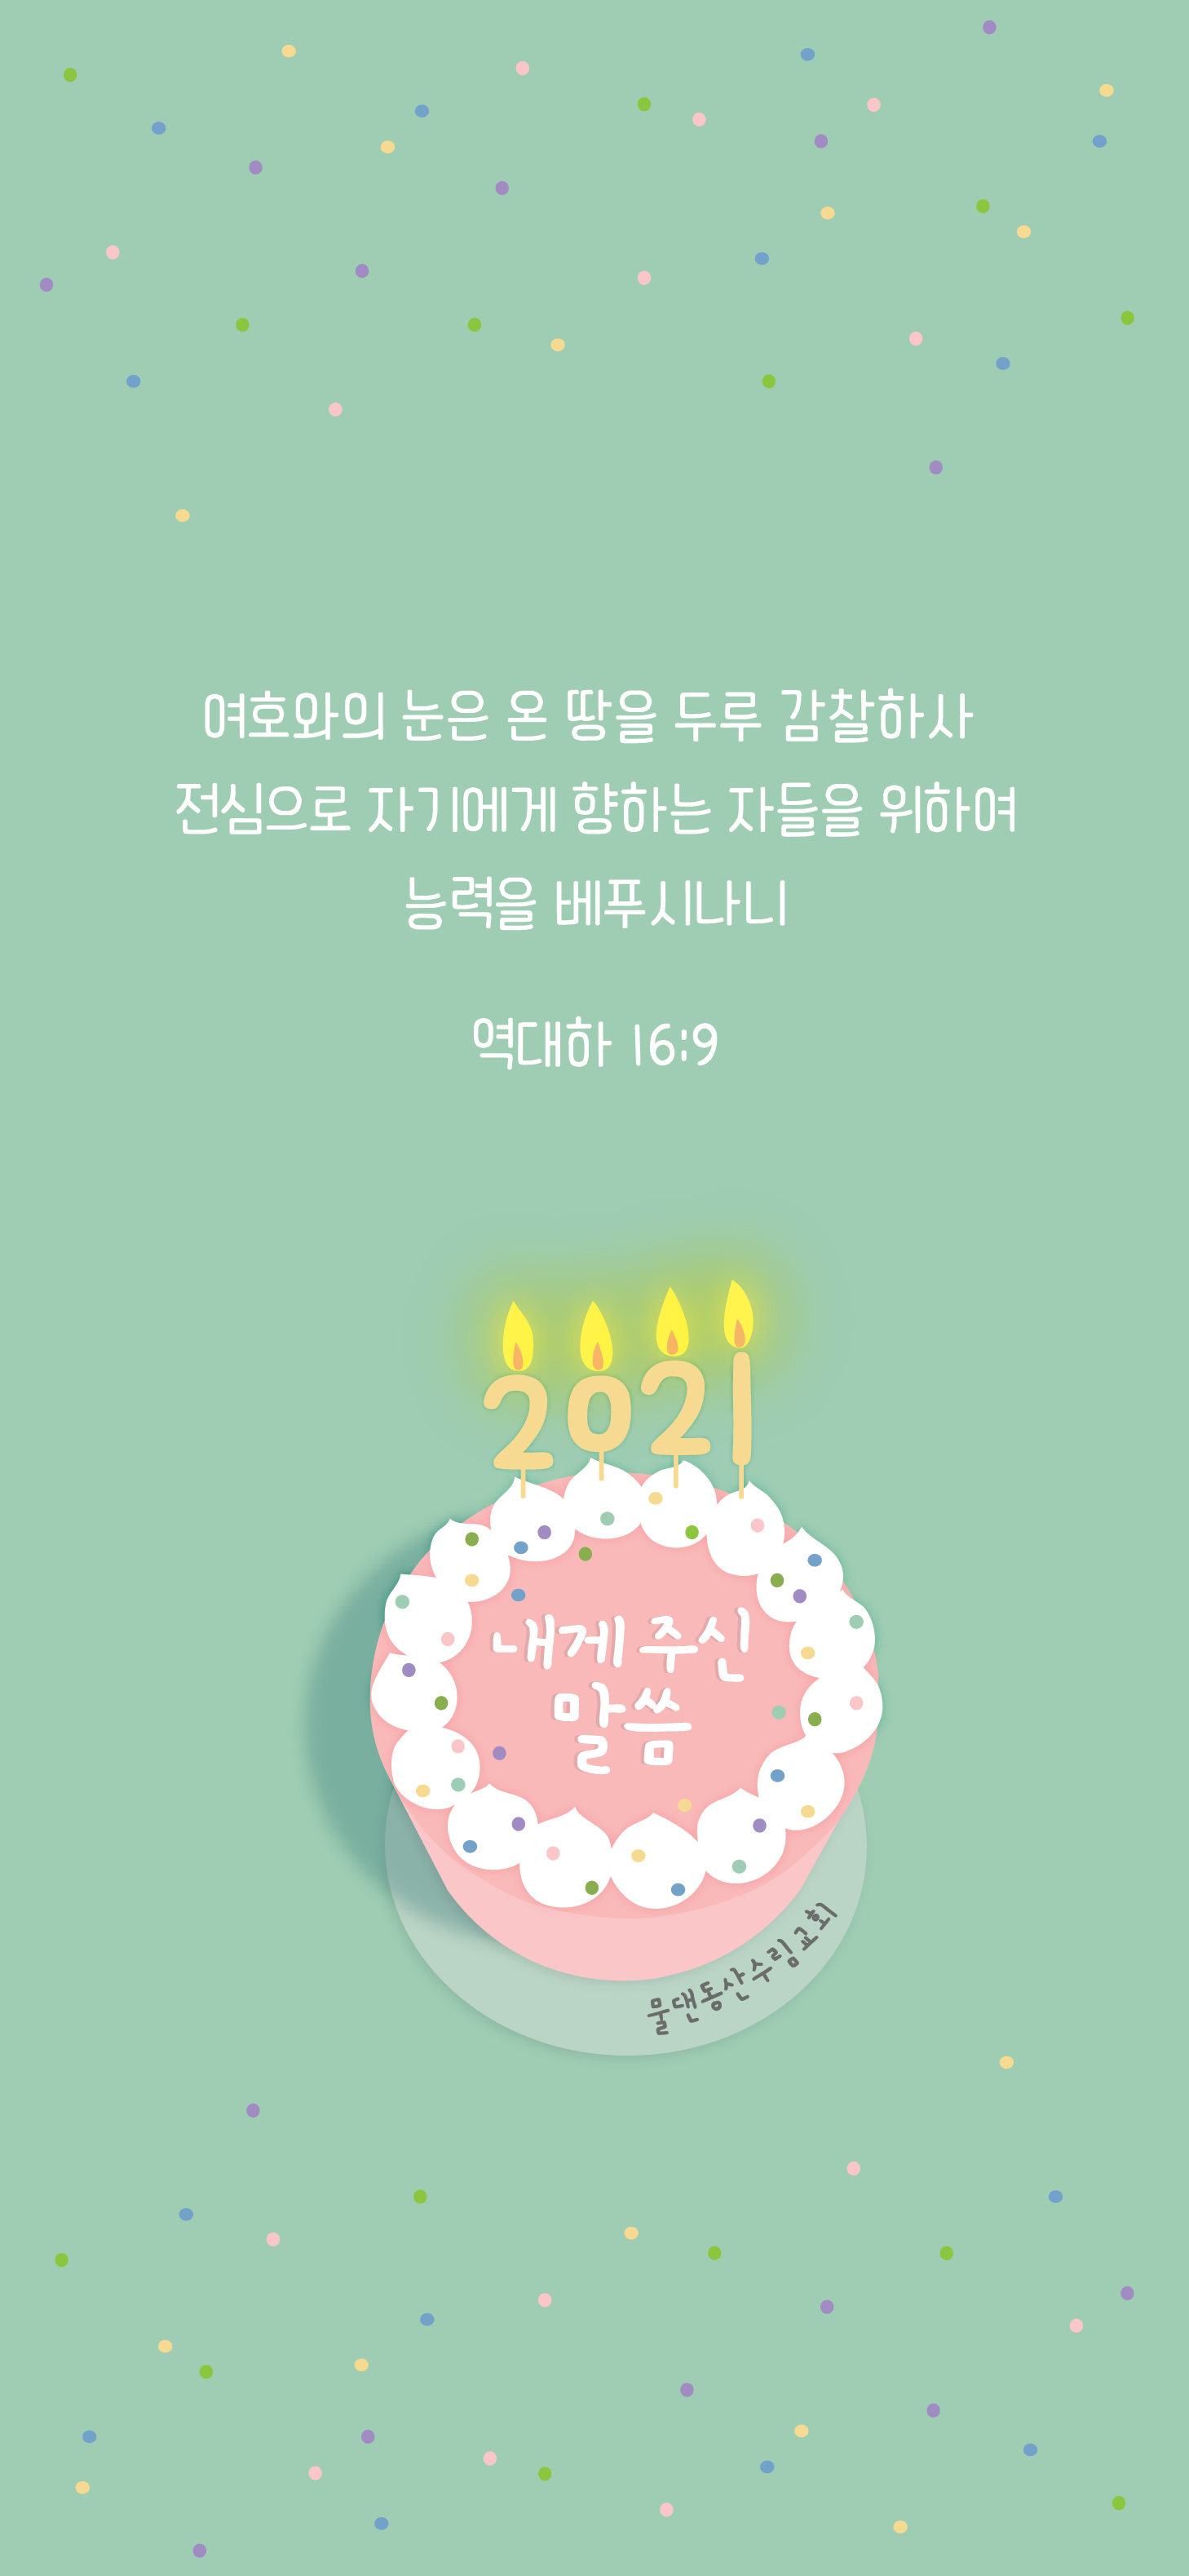 여호와의 눈은 온 땅을 두루 감찰하사
전심으로 자기에게 향하는 자들을 위하여
능력을 베푸시나니
역대하 16:9
2021
내게 주신
말씀
물댄동산수림교회